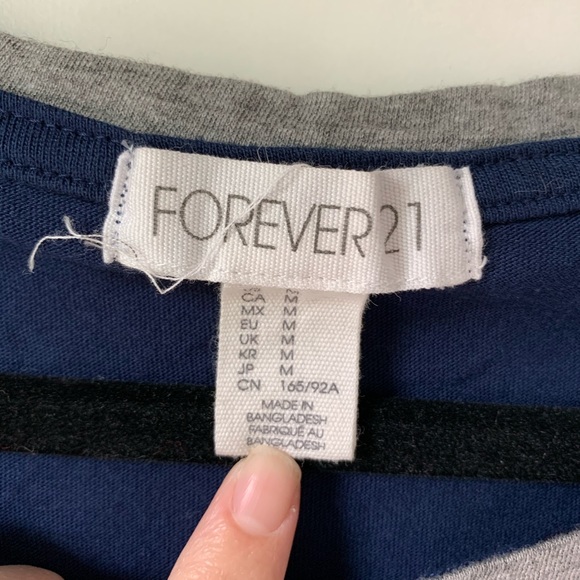 FOREVER 21
CA M
MX M
EU M
UK M
KR M
JP M
CN 165/92A
MADE IN
BANGLADESH
FABRIQUÉ AU
BANGLADESH